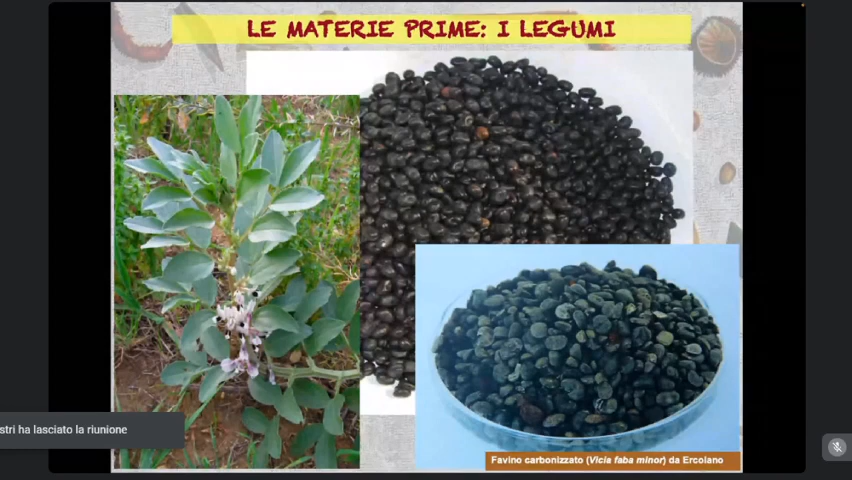 LE MATERIE PRIME: I LEGUMI
stri ha lasciato la riunione
Favino carbonizzato (Vicia faba minor) da Ercolano